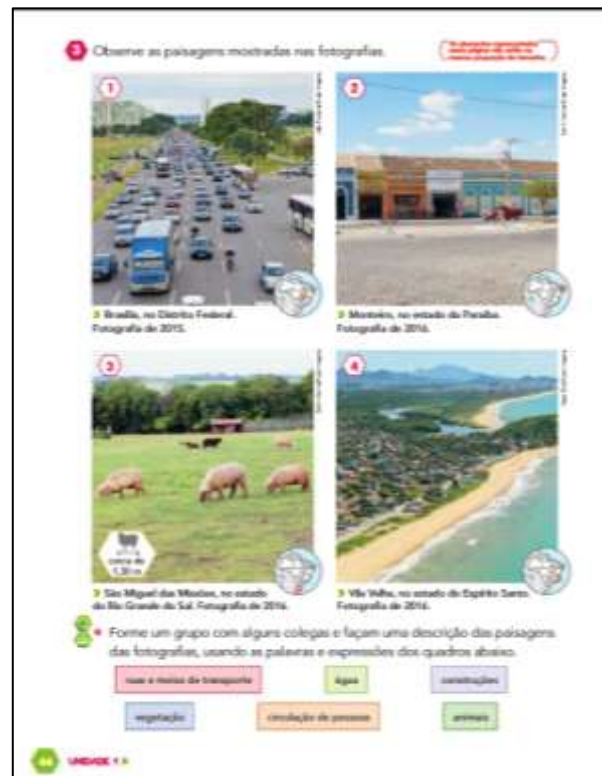 3 Observe as paisagens mostradas nas fotografias.
1
2
Brasília, no Distrito Federal.
Fotografia de 2015.
Monteiro, no estado da Paraíba.
Fotografia de 2016.
3
4
cerca de
1,30 m
São Miguel das Missões, no estado
do Rio Grande do Sul. Fotografia de 2016.
Vila Velha, no estado do Espírito Santo.
Fotografia de 2016.
Forme um grupo com alguns colegas e façam uma descrição das paisagens
das fotografias, usando as palavras e expressões dos quadros abaixo.
ruas e meios de transporte
água
construções
vegetação
circulação de pessoas
animais
UNIDADE